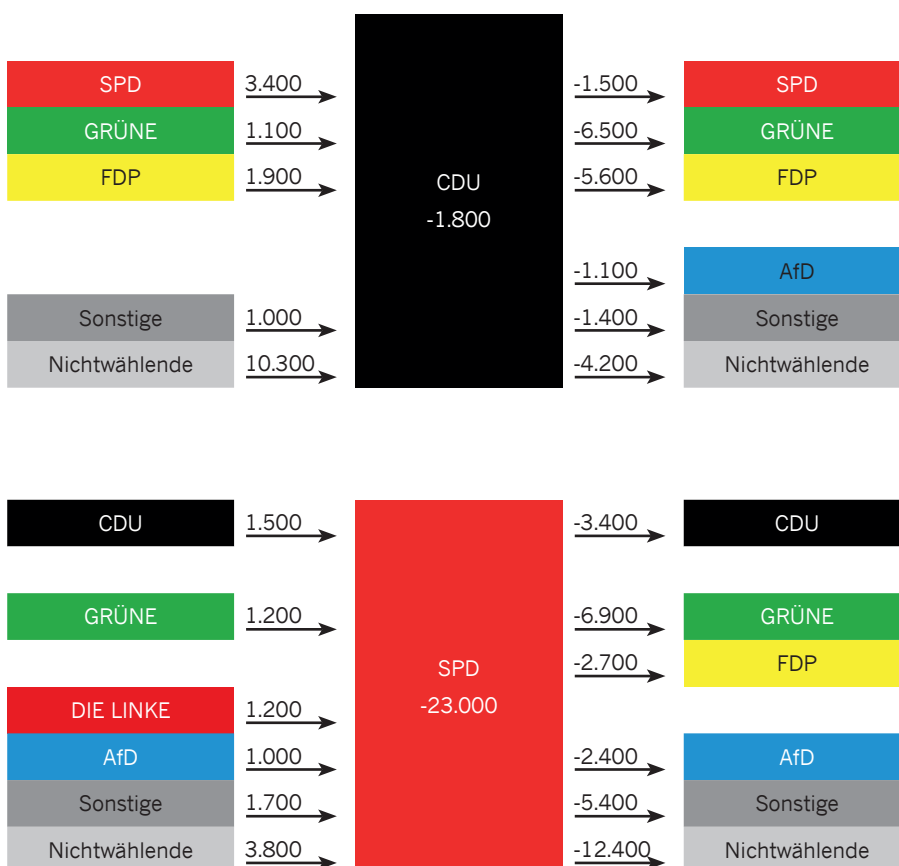 SPD 3.400 -1.500 SPD
GRÜNE 1.100 -6.500 GRÜNE
FDP 1.900 CDU -5.600 FDP
-1.800
-1.100 AfD
Sonstige 1.000 -1.400 Sonstige
Nichtwählende 10.300 -4.200 Nichtwählende
CDU 1.500 -3.400 CDU
GRÜNE 1.200 -6.900 GRÜNE
SPD -2.700 FDP
DIE LINKE 1.200 -23.000
AfD 1.000 -2.400 AfD
Sonstige 1.700 -5.400 Sonstige
Nichtwählende 3.800 -12.400 Nichtwählende